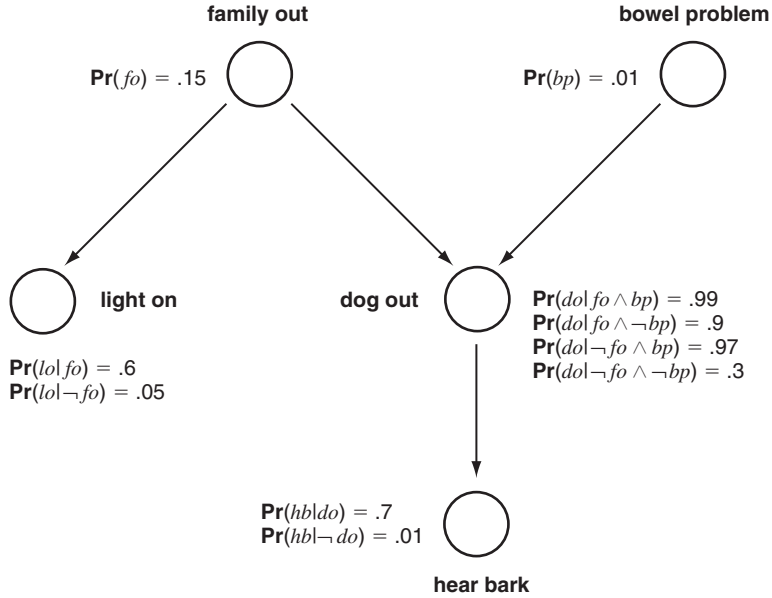 family out
bowel problem
Pr(fo) = .15
Pr(bp) = .01
light on
dog out
Pr(do|fo∧bp) = .99
Pr(do|fo∧¬bp) = .9
Pr(do|¬fo∧bp) = .97
Pr(do|¬fo∧¬bp) = .3
Pr(lo|fo) = .6
Pr(lo|¬fo) = .05
Pr(hb|do) = .7
Pr(hb|¬do) = .01
hear bark